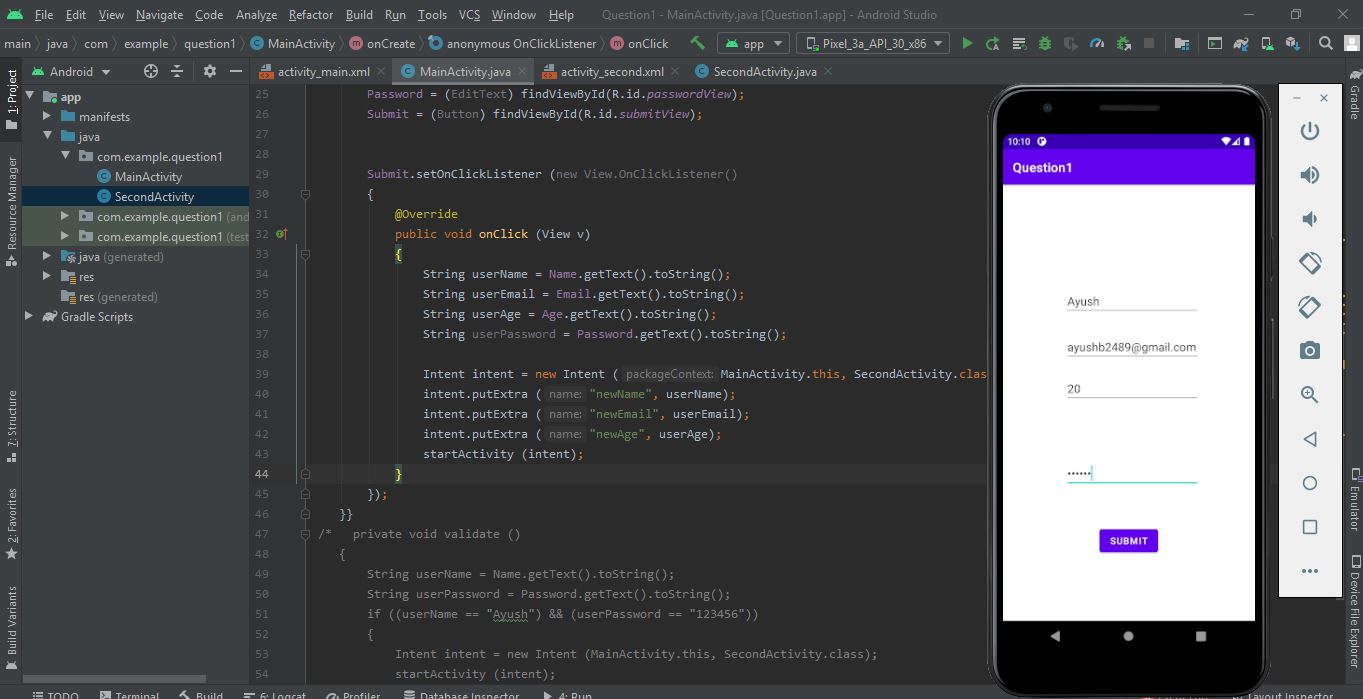 File Edit View Navigate Code Analyze Refactor Build Run Tools VCS Window Help Question1 - MainActivity.java [Question1.app] - Android Studio
main java com example question1 MainActivity onCreate anonymous OnClickListener onClick app Pixel_3a_API_30_x86
Android activity_main.xml MainActivity.java activity_second.xml SecondActivity.java
1: Project
Resource Manager
7: Structure
2: Favorites
Build Variants
app
manifests
java
com.example.question1
MainActivity
SecondActivity
com.example.question1 (and
com.example.question1 (test
java (generated)
res
res (generated)
Gradle Scripts
25 Password = (EditText) findViewById(R.id.passwordView);
26 Submit = (Button) findViewById(R.id.submitView);
27
28
29 Submit.setOnClickListener (new View.OnClickListener()
30 {
31 @Override
32 public void onClick (View v)
33 {
34 String userName = Name.getText().toString();
35 String userEmail = Email.getText().toString();
36 String userAge = Age.getText().toString();
37 String userPassword = Password.getText().toString();
38
39 Intent intent = new Intent ( packageContext: MainActivity.this, SecondActivity.clas
40 intent.putExtra ( name: "newName", userName);
41 intent.putExtra ( name: "newEmail", userEmail);
42 intent.putExtra ( name: "newAge", userAge);
43 startActivity (intent);
44 }
45 });
46 }}
47 /* private void validate ()
48 {
49 String userName = Name.getText().toString();
50 String userPassword = Password.getText().toString();
51 if ((userName == "Ayush") && (userPassword == "123456"))
52 {
53 Intent intent = new Intent (MainActivity.this, SecondActivity.class);
54 startActivity (intent);
10:10
Question1
Ayush
ayushb2489@gmail.com
20
••••••
SUBMIT
Gradle
Emulator
Device File Explorer
TODO Terminal Build 6: Logcat Profiler Database Inspector 4: Run Layout Inspector